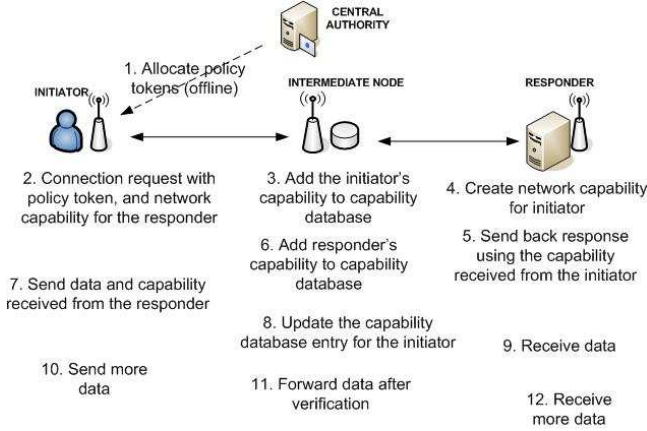 CENTRAL
AUTHORITY
1. Allocate policy
tokens (offline)
INITIATOR
INTERMEDIATE NODE
RESPONDER
2. Connection request with
policy token, and network
capability for the responder
3. Add the initiator's
capability to capability
database
4. Create network capability
for initiator
5. Send back response
using the capability
received from the initiator
6. Add responder's
capability to capability
database
7. Send data and capability
received from the responder
8. Update the capability
database entry for the initiator
9. Receive data
10. Send more
data
11. Forward data after
verification
12. Receive
more data